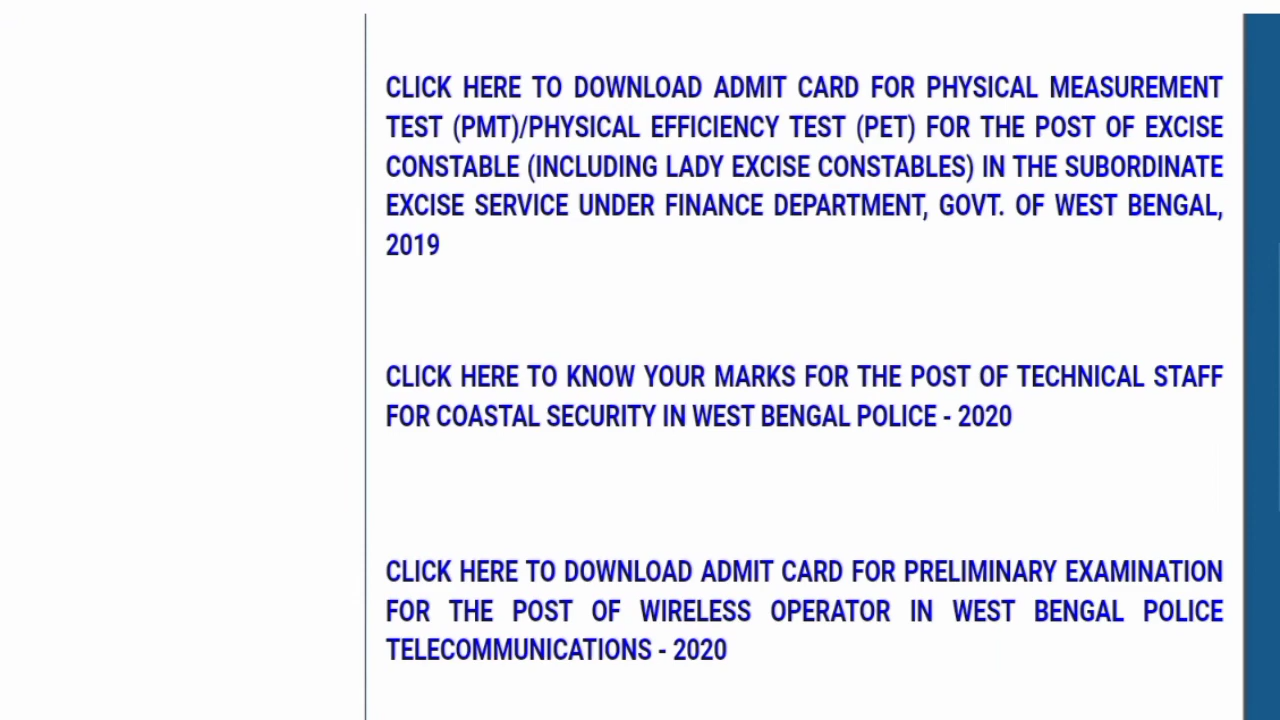 CLICK HERE TO DOWNLOAD ADMIT CARD FOR PHYSICAL MEASUREMENT
TEST (PMT)/PHYSICAL EFFICIENCY TEST (PET) FOR THE POST OF EXCISE
CONSTABLE (INCLUDING LADY EXCISE CONSTABLES) IN THE SUBORDINATE
EXCISE SERVICE UNDER FINANCE DEPARTMENT, GOVT. OF WEST BENGAL,
2019
CLICK HERE TO KNOW YOUR MARKS FOR THE POST OF TECHNICAL STAFF
FOR COASTAL SECURITY IN WEST BENGAL POLICE - 2020
CLICK HERE TO DOWNLOAD ADMIT CARD FOR PRELIMINARY EXAMINATION
FOR THE POST OF WIRELESS OPERATOR IN WEST BENGAL POLICE
TELECOMMUNICATIONS - 2020